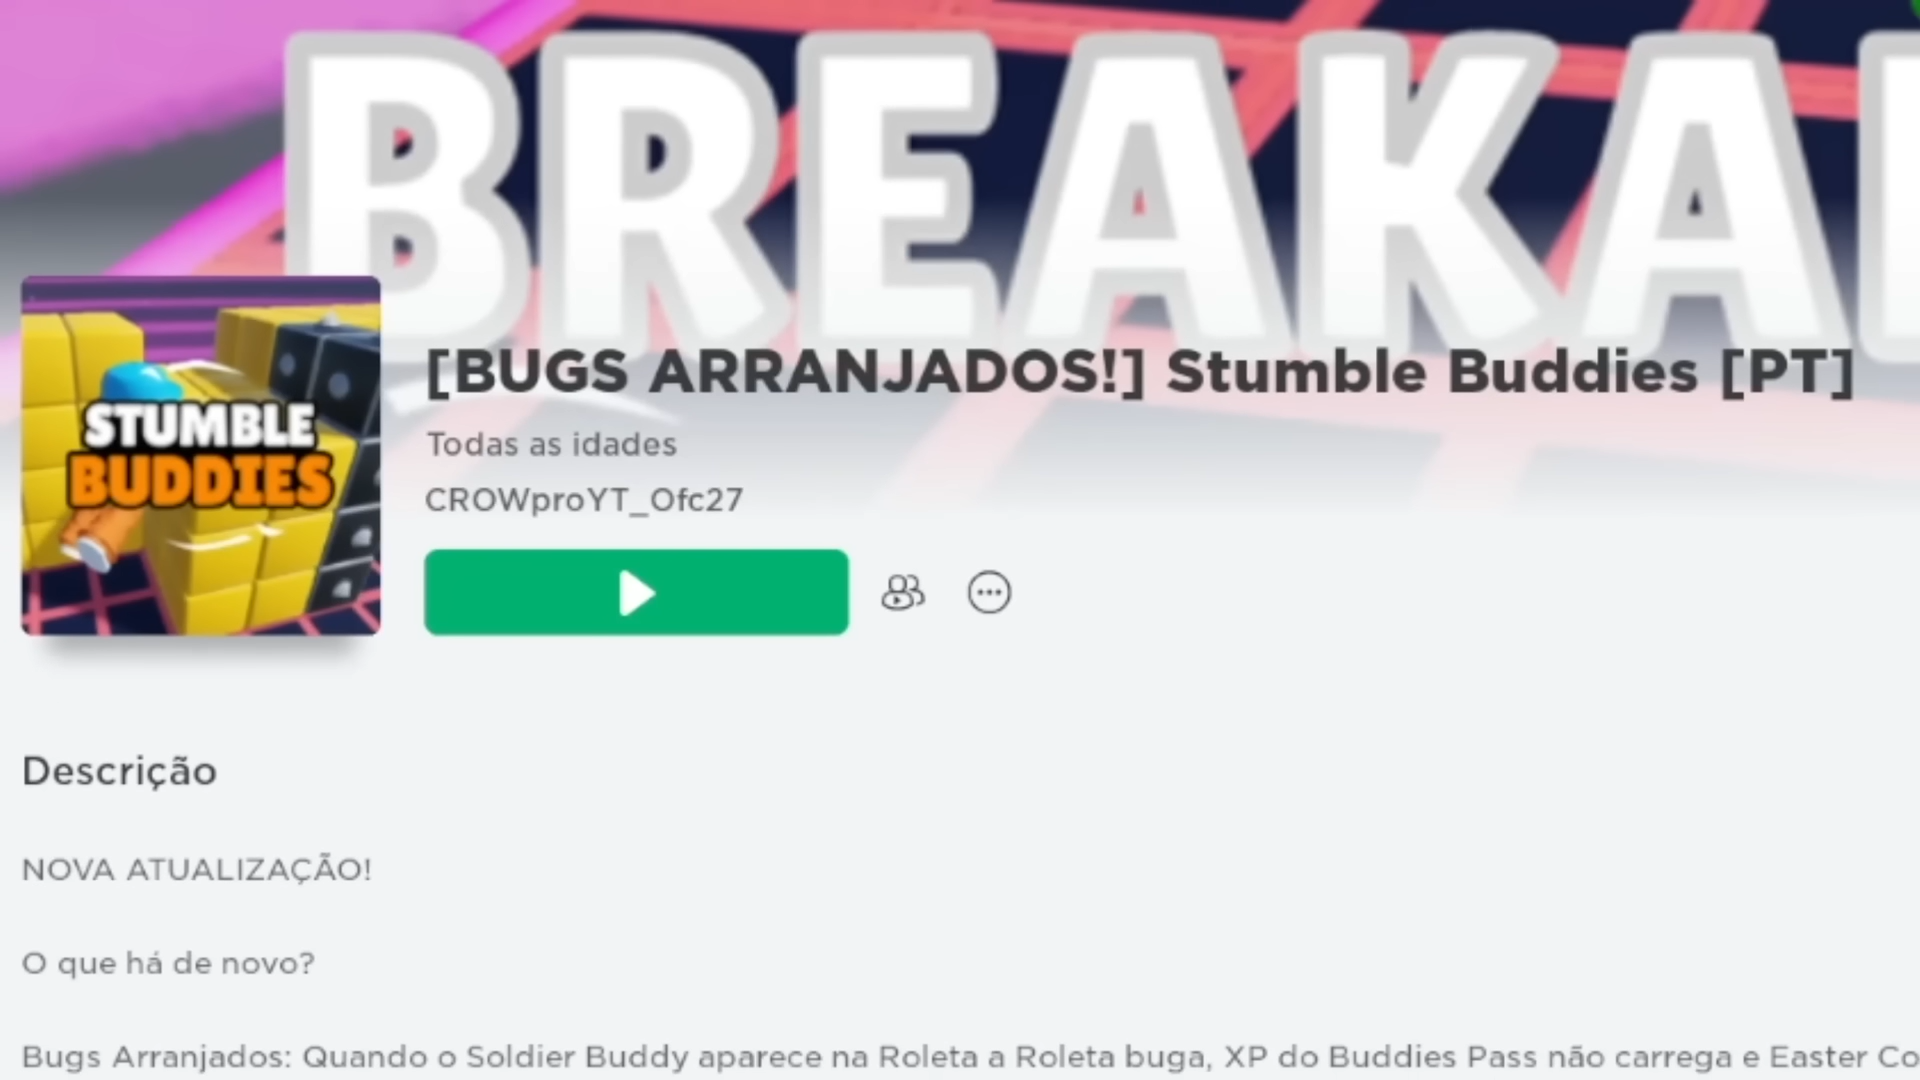 BREAKA
STUMBLE
BUDDIES
[BUGS ARRANJADOS!] Stumble Buddies [PT]
Todas as idades
CROWproYT_Ofc27
Descrição
NOVA ATUALIZAÇÃO!
O que há de novo?
Bugs Arranjados: Quando o Soldier Buddy aparece na Roleta a Roleta buga, XP do Buddies Pass não carrega e Easter Co